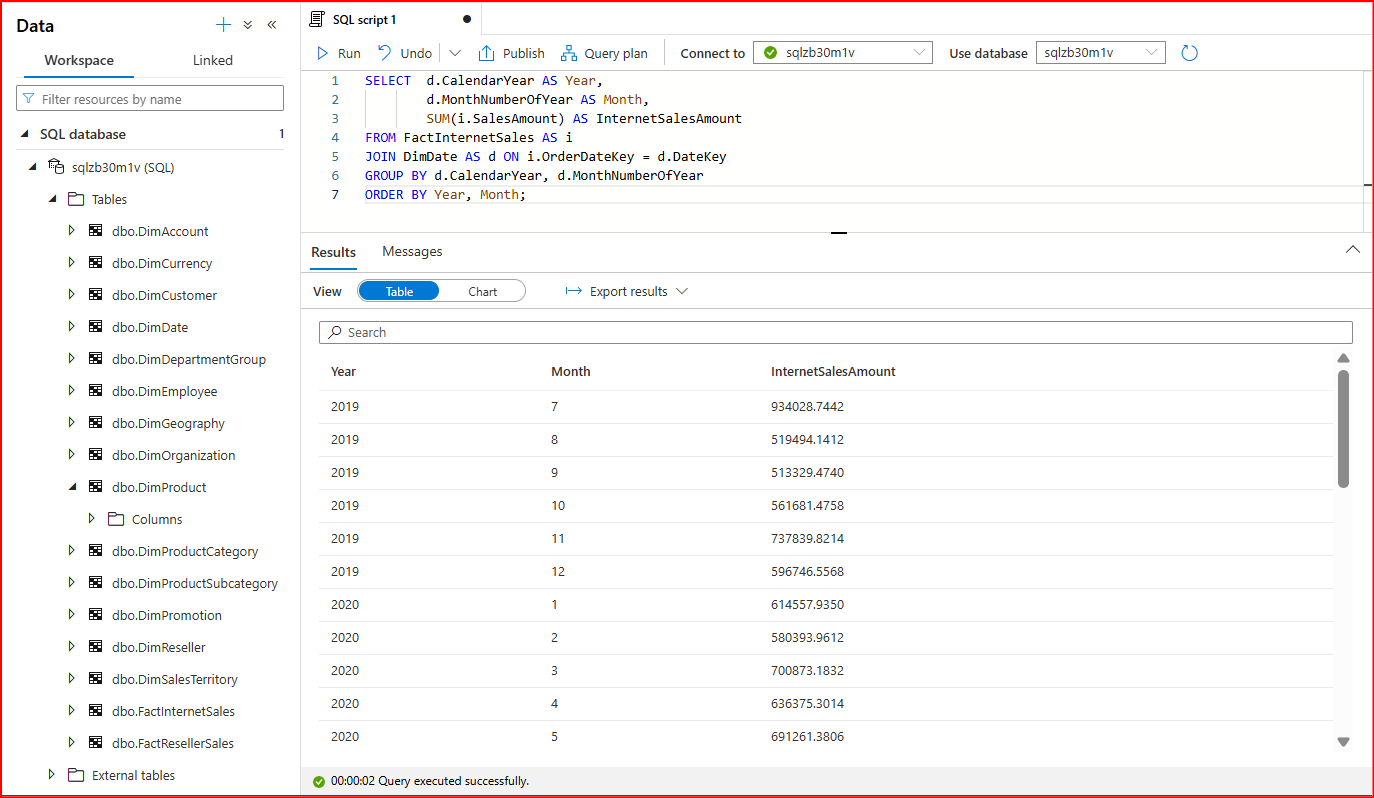 Data
Workspace Linked
Filter resources by name
SQL database 1
sqlzb30m1v (SQL)
Tables
dbo.DimAccount
dbo.DimCurrency
dbo.DimCustomer
dbo.DimDate
dbo.DimDepartmentGroup
dbo.DimEmployee
dbo.DimGeography
dbo.DimOrganization
dbo.DimProduct
Columns
dbo.DimProductCategory
dbo.DimProductSubcategory
dbo.DimPromotion
dbo.DimReseller
dbo.DimSalesTerritory
dbo.FactInternetSales
dbo.FactResellerSales
External tables
SQL script 1
Run Undo Publish Query plan Connect to sqlzb30m1v Use database sqlzb30m1v
1 SELECT d.CalendarYear AS Year,
2 d.MonthNumberOfYear AS Month,
3 SUM(i.SalesAmount) AS InternetSalesAmount
4 FROM FactInternetSales AS i
5 JOIN DimDate AS d ON i.OrderDateKey = d.DateKey
6 GROUP BY d.CalendarYear, d.MonthNumberOfYear
7 ORDER BY Year, Month;
Results Messages
View Table Chart Export results
Search
Year Month InternetSalesAmount
2019 7 934028.7442
2019 8 519494.1412
2019 9 513329.4740
2019 10 561681.4758
2019 11 737839.8214
2019 12 596746.5568
2020 1 614557.9350
2020 2 580393.9612
2020 3 700873.1832
2020 4 636375.3014
2020 5 691261.3806
00:00:02 Query executed successfully.